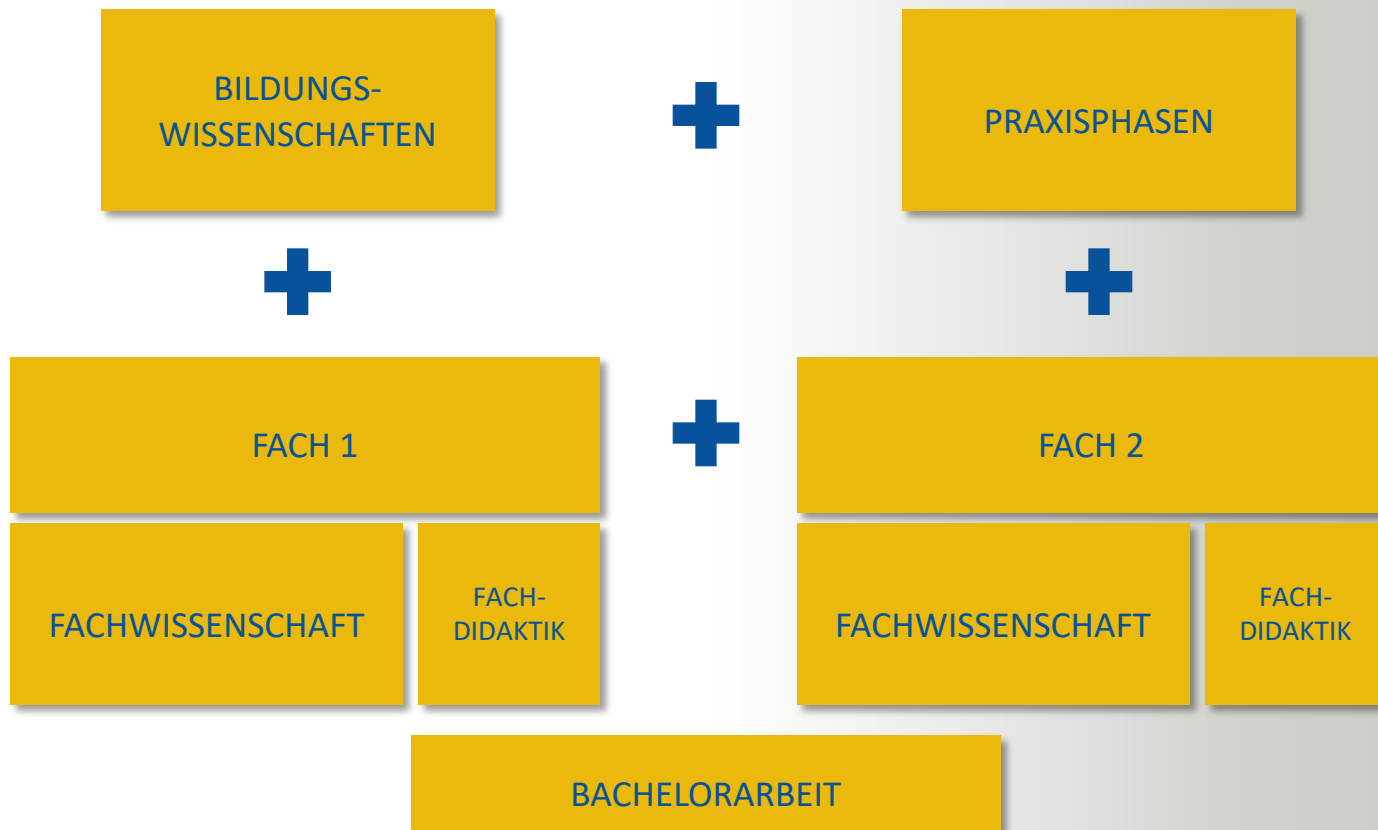 BILDUNGS-
WISSENSCHAFTEN
PRAXISPHASEN
FACH 1
FACH 2
FACHWISSENSCHAFT
FACH-
DIDAKTIK
FACHWISSENSCHAFT
FACH-
DIDAKTIK
BACHELORARBEIT